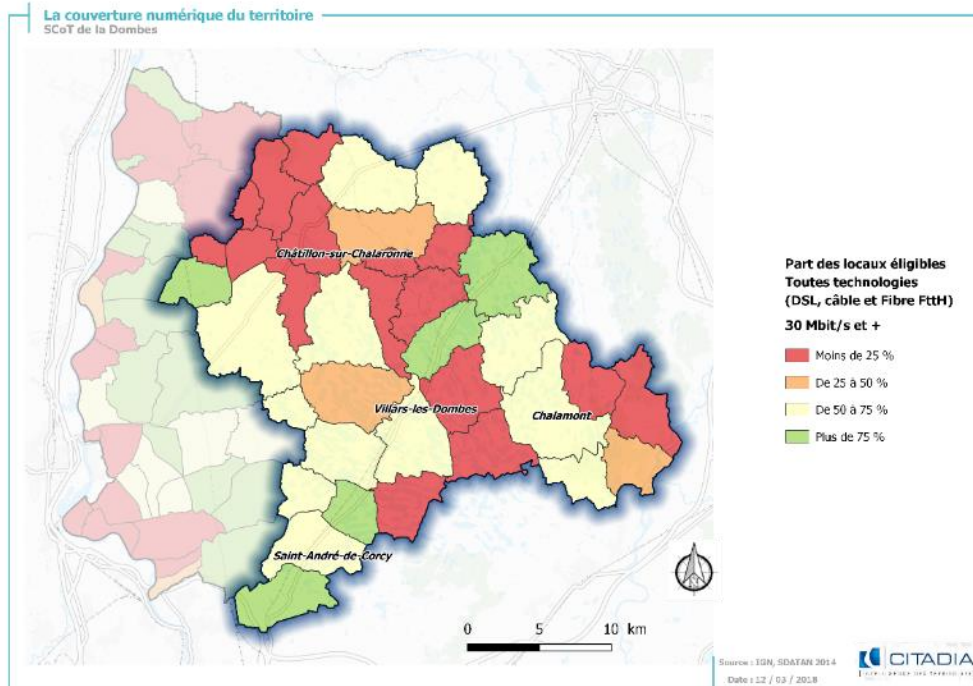 La couverture numérique du territoire
SCoT de la Dombes
Châtillon-sur-Chalaronne
Villars-les-Dombes
Chalamont
Saint-André-de-Corcy
Part des locaux éligibles
Toutes technologies
(DSL, câble et Fibre FttH)
30 Mbit/s et +
Moins de 25 %
De 25 à 50 %
De 50 à 75 %
Plus de 75 %
N
0 5 10 km
Source : IGN, SDATAN 2014
Date : 12 / 03 / 2018
CITADIA